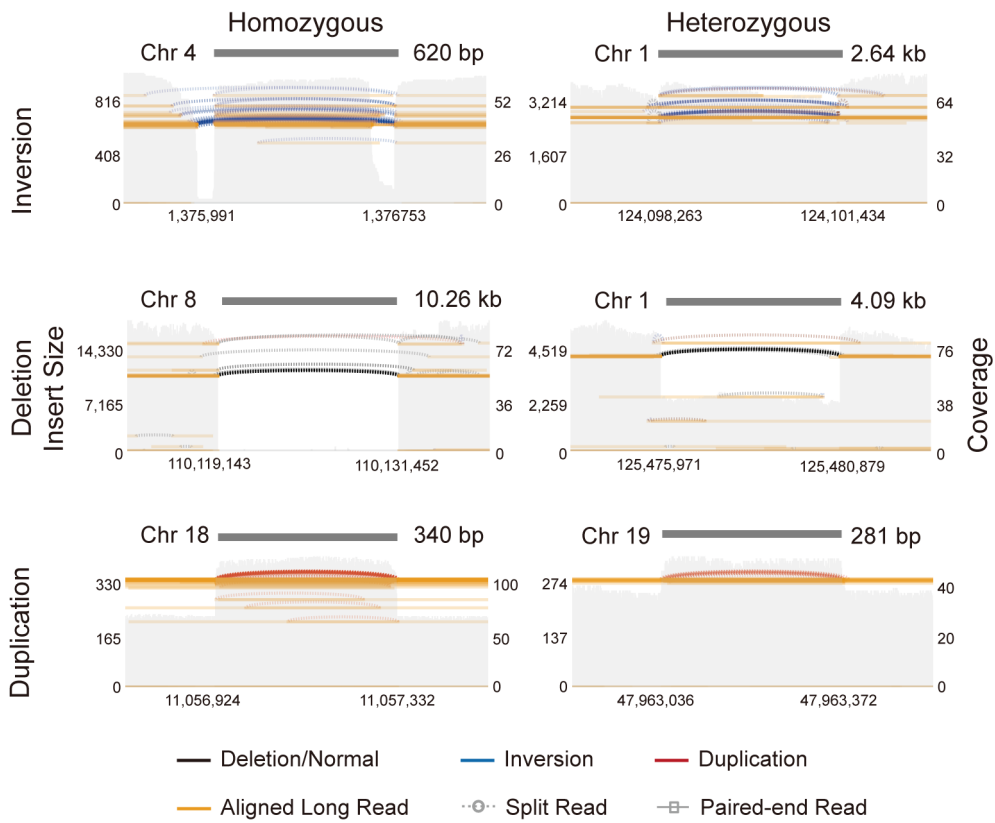 Homozygous
Heterozygous
Chr 4
620 bp
Chr 1
2.64 kb
Inversion
816
408
0
52
26
0
1,375,991
1,376753
3,214
1,607
0
64
32
0
124,098,263
124,101,434
Chr 8
10.26 kb
Chr 1
4.09 kb
Deletion
Insert Size
14,330
7,165
0
72
36
0
110,119,143
110,131,452
4,519
2,259
0
76
38
0
Coverage
125,475,971
125,480,879
Chr 18
340 bp
Chr 19
281 bp
Duplication
330
165
0
100
50
0
11,056,924
11,057,332
274
137
0
40
20
0
47,963,036
47,963,372
Deletion/Normal
Inversion
Duplication
Aligned Long Read
Split Read
Paired-end Read